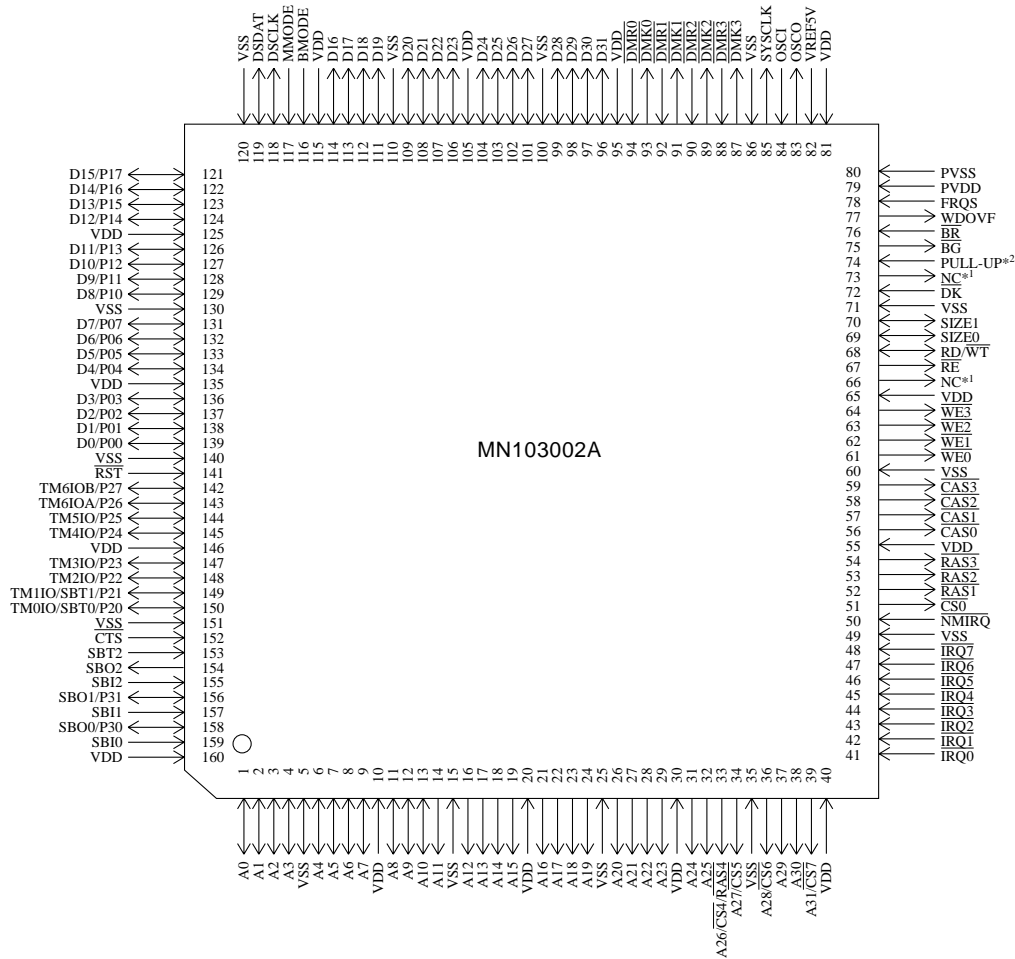 VSS
DSDAT
DSCLK
MMODE
BMODE
VDD
D16
D17
D18
D19
VSS
D20
D21
D22
D23
VDD
D24
D25
D26
D27
VSS
D28
D29
D30
D31
VDD
DMR0
DMK0
DMR1
DMK1
DMR2
DMK2
DMR3
DMK3
VSS
SYSCLK
OSCI
OSCO
VREF5V
VDD
120
119
118
117
116
115
114
113
112
111
110
109
108
107
106
105
104
103
102
101
100
99
98
97
96
95
94
93
92
91
90
89
88
87
86
85
84
83
82
81
D15/P17 121
D14/P16 122
D13/P15 123
D12/P14 124
VDD 125
D11/P13 126
D10/P12 127
D9/P11 128
D8/P10 129
VSS 130
D7/P07 131
D6/P06 132
D5/P05 133
D4/P04 134
VDD 135
D3/P03 136
D2/P02 137
D1/P01 138
D0/P00 139
VSS 140
RST 141
TM6IOB/P27 142
TM6IOA/P26 143
TM5IO/P25 144
TM4IO/P24 145
VDD 146
TM3IO/P23 147
TM2IO/P22 148
TM1IO/SBT1/P21 149
TM0IO/SBT0/P20 150
VSS 151
CTS 152
SBT2 153
SBO2 154
SBI2 155
SBO1/P31 156
SBI1 157
SBO0/P30 158
SBI0 159
VDD 160
MN103002A
80 PVSS
79 PVDD
78 FRQS
77 WDOVF
76 BR
75 BG
74 PULL-UP*2
73 NC*1
72 DK
71 VSS
70 SIZE1
69 SIZE0
68 RD/WT
67 RE
66 NC*1
65 VDD
64 WE3
63 WE2
62 WE1
61 WE0
60 VSS
59 CAS3
58 CAS2
57 CAS1
56 CAS0
55 VDD
54 RAS3
53 RAS2
52 RAS1
51 CS0
50 NMIRQ
49 VSS
48 IRQ7
47 IRQ6
46 IRQ5
45 IRQ4
44 IRQ3
43 IRQ2
42 IRQ1
41 IRQ0
1
2
3
4
5
6
7
8
9
10
11
12
13
14
15
16
17
18
19
20
21
22
23
24
25
26
27
28
29
30
31
32
33
34
35
36
37
38
39
40
A0
A1
A2
A3
VSS
A4
A5
A6
A7
VDD
A8
A9
A10
A11
VSS
A12
A13
A14
A15
VDD
A16
A17
A18
A19
VSS
A20
A21
A22
A23
VDD
A24
A25
A26/CS4/RAS4
A27/CS5
VSS
A28/CS6
A29
A30
A31/CS7
VDD